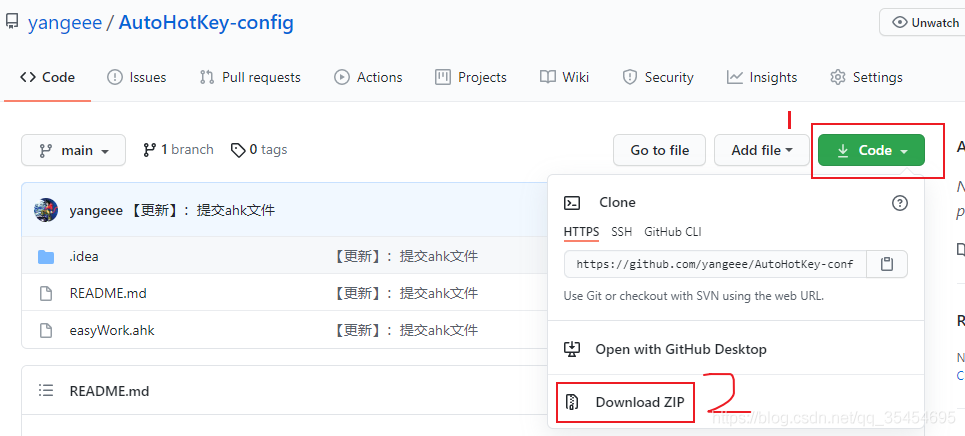 yangeee / AutoHotKey-config
Unwatch
Code Issues Pull requests Actions Projects Wiki Security Insights Settings
1
main 1 branch 0 tags Go to file Add file Code
yangeee 【更新】：提交ahk文件
.idea 【更新】：提交ahk文件
README.md 【更新】：提交ahk文件
easyWork.ahk 【更新】：提交ahk文件
README.md
Clone
HTTPS SSH GitHub CLI
https://github.com/yangeee/AutoHotKey-conf
Use Git or checkout with SVN using the web URL.
Open with GitHub Desktop
Download ZIP
2
https://blog.csdn.net/qq_35454695